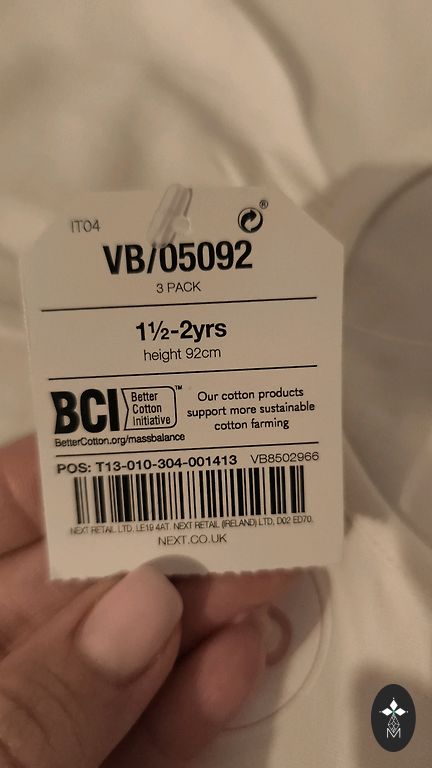 IT04
®
VB/05092
3 PACK
1½-2yrs
height 92cm
BCI Better Cotton Initiative™
BetterCotton.org/massbalance
Our cotton products
support more sustainable
cotton farming
POS: T13-010-304-001413 VB8502966
NEXT RETAIL LTD, LE19 4AT. NEXT RETAIL (IRELAND) LTD, D02 ED70.
NEXT.CO.UK
M